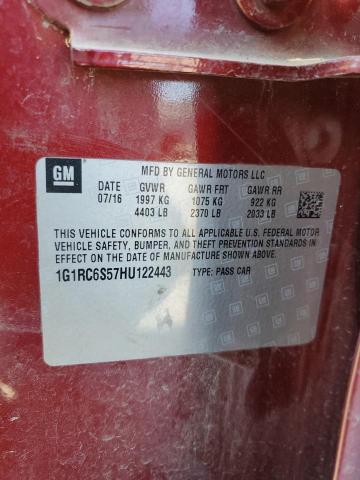 GM
MFD BY GENERAL MOTORS LLC
DATE GVWR GAWR FRT GAWR RR
07/16 1997 KG 1075 KG 922 KG
4403 LB 2370 LB 2033 LB
THIS VEHICLE CONFORMS TO ALL APPLICABLE U.S. FEDERAL MOTOR
VEHICLE SAFETY, BUMPER, AND THEFT PREVENTION STANDARDS IN
EFFECT ON THE DATE OF MANUFACTURE SHOWN ABOVE.
1G1RC6S57HU122443 TYPE: PASS CAR